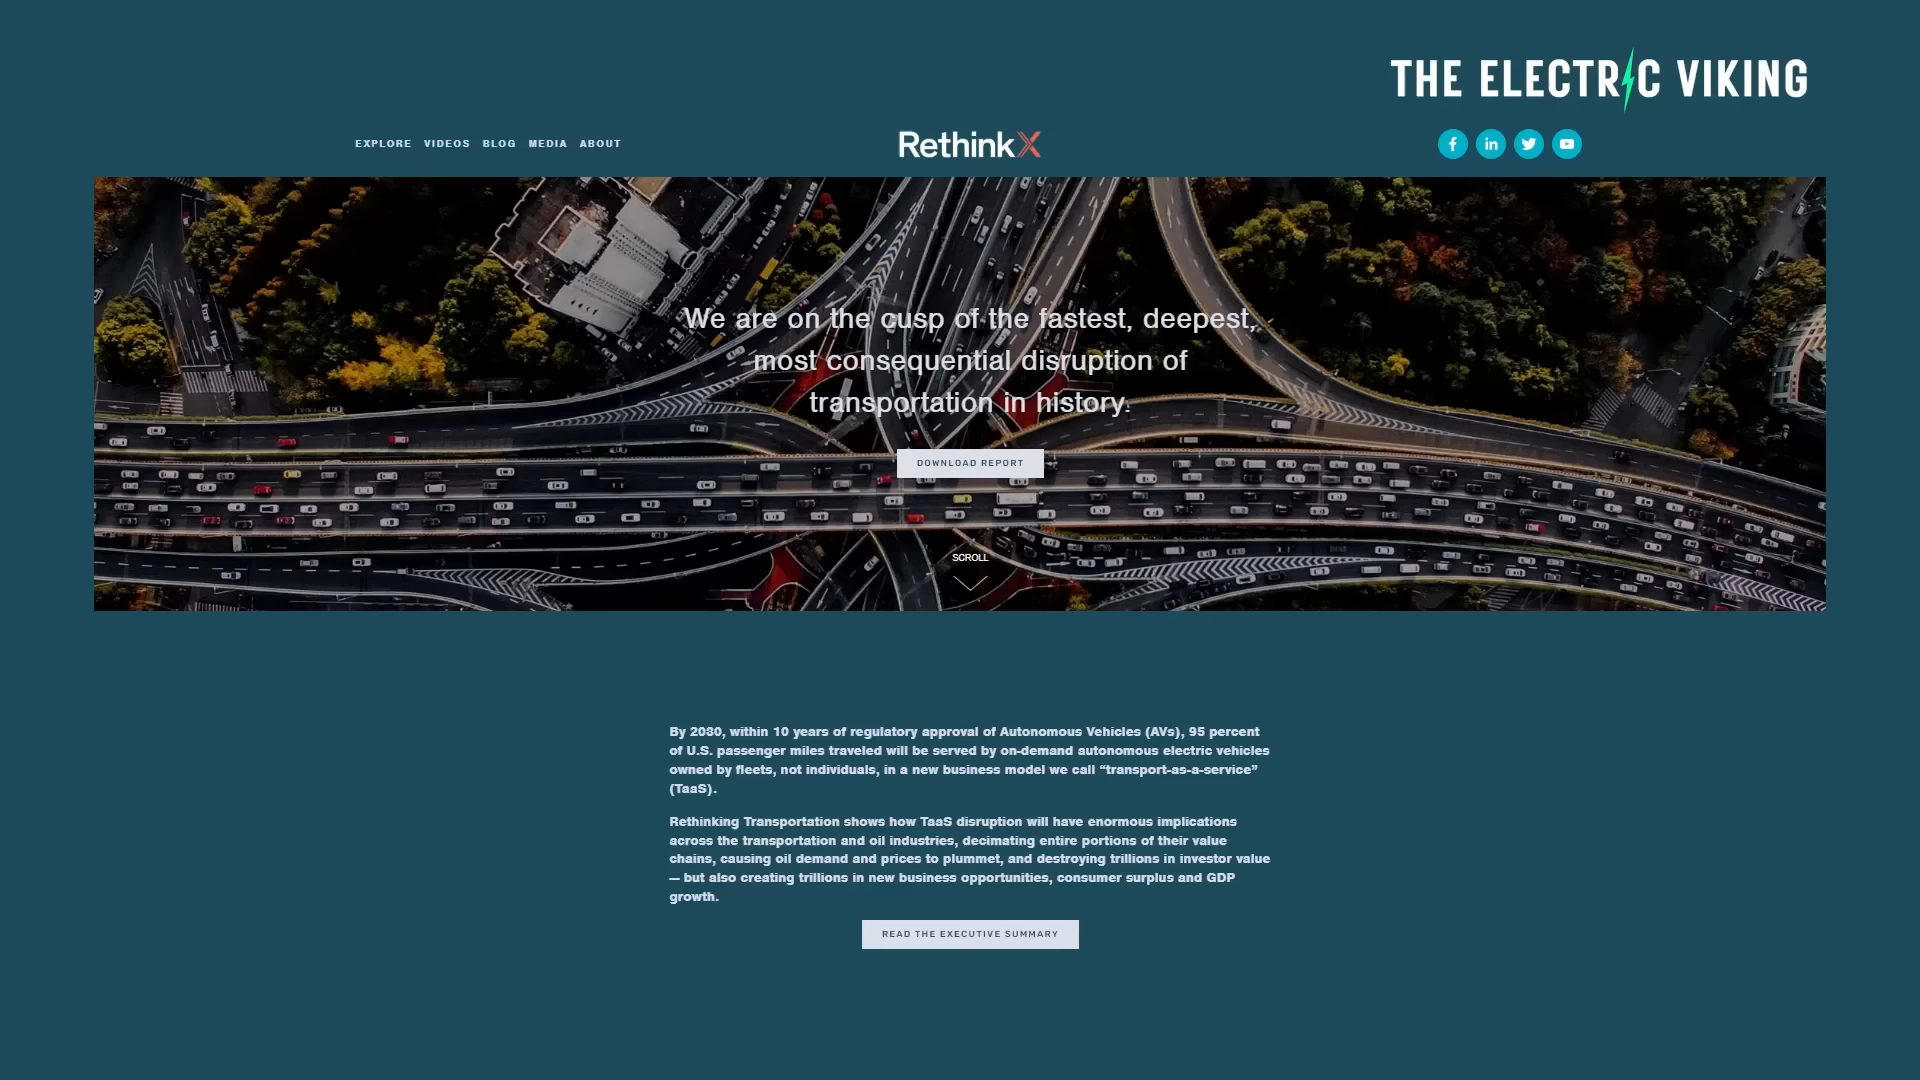 THE ELECTRIC VIKING
EXPLORE VIDEOS BLOG MEDIA ABOUT
RethinkX
We are on the cusp of the fastest, deepest,
most consequential disruption of
transportation in history.
DOWNLOAD REPORT
SCROLL
By 2030, within 10 years of regulatory approval of Autonomous Vehicles (AVs), 95 percent
of U.S. passenger miles traveled will be served by on-demand autonomous electric vehicles
owned by fleets, not individuals, in a new business model we call “transport-as-a-service”
(TaaS).
Rethinking Transportation shows how TaaS disruption will have enormous implications
across the transportation and oil industries, decimating entire portions of their value
chains, causing oil demand and prices to plummet, and destroying trillions in investor value
— but also creating trillions in new business opportunities, consumer surplus and GDP
growth.
READ THE EXECUTIVE SUMMARY